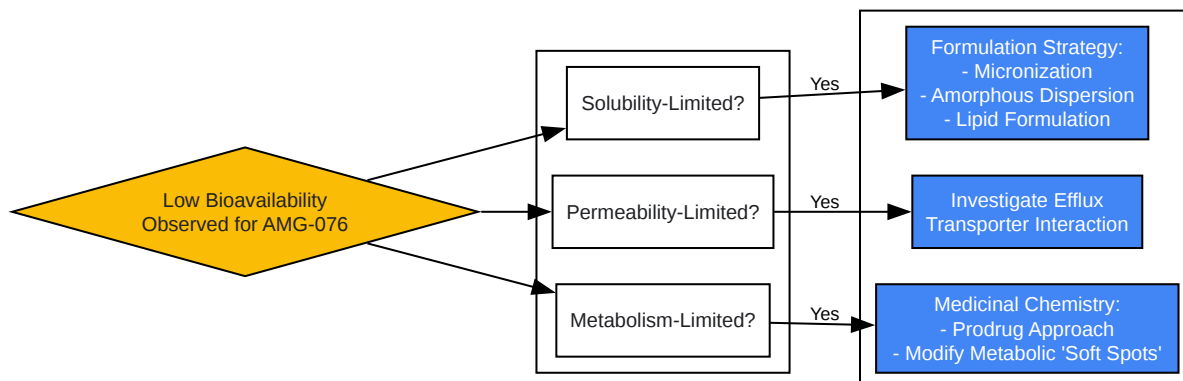 Low Bioavailability
Observed for AMG-076
Solubility-Limited?
Permeability-Limited?
Metabolism-Limited?
Yes
Yes
Yes
Formulation Strategy:
- Micronization
- Amorphous Dispersion
- Lipid Formulation
Investigate Efflux
Transporter Interaction
Medicinal Chemistry:
- Prodrug Approach
- Modify Metabolic 'Soft Spots'